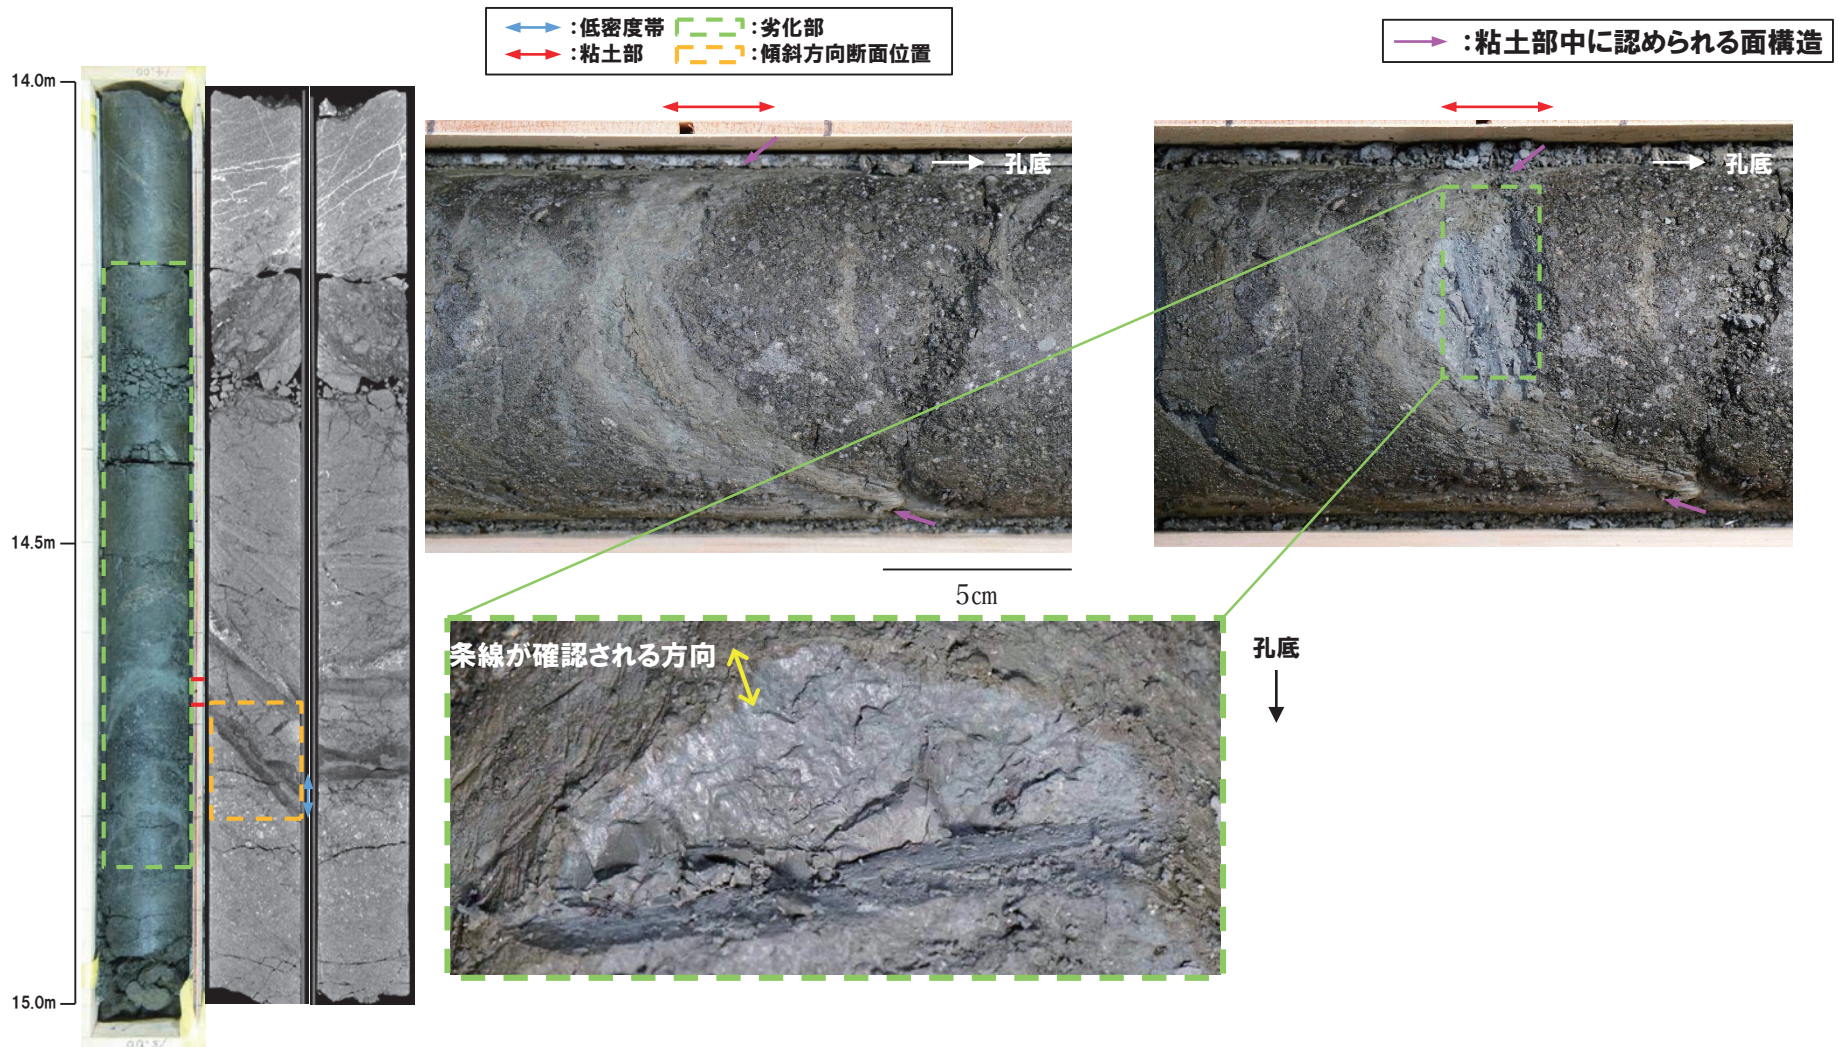 :低密度帯
:劣化部
:粘土部
:傾斜方向断面位置
:粘土部中に認められる面構造
14.0m
14.5m
15.0m
孔底
孔底
5cm
条線が確認される方向
孔底